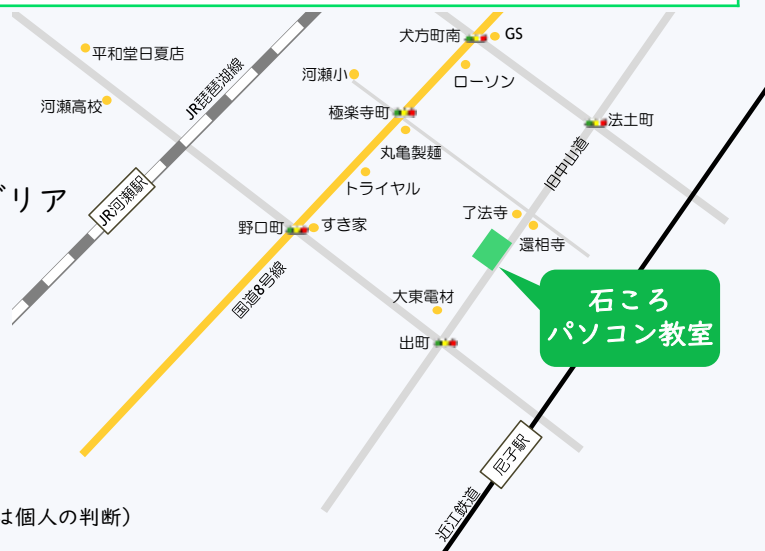 犬方町南
GS
平和堂日夏店
JR琵琶湖線
河瀬小
ローソン
河瀬高校
極楽寺町
法土町
丸亀製麺
旧中山道
トライヤル
JR河瀬駅
リア
了法寺
野口町
すき家
還相寺
国道8号線
大東電材
石ころ
パソコン教室
出町
尼子駅
近江鉄道
は個人の判断)